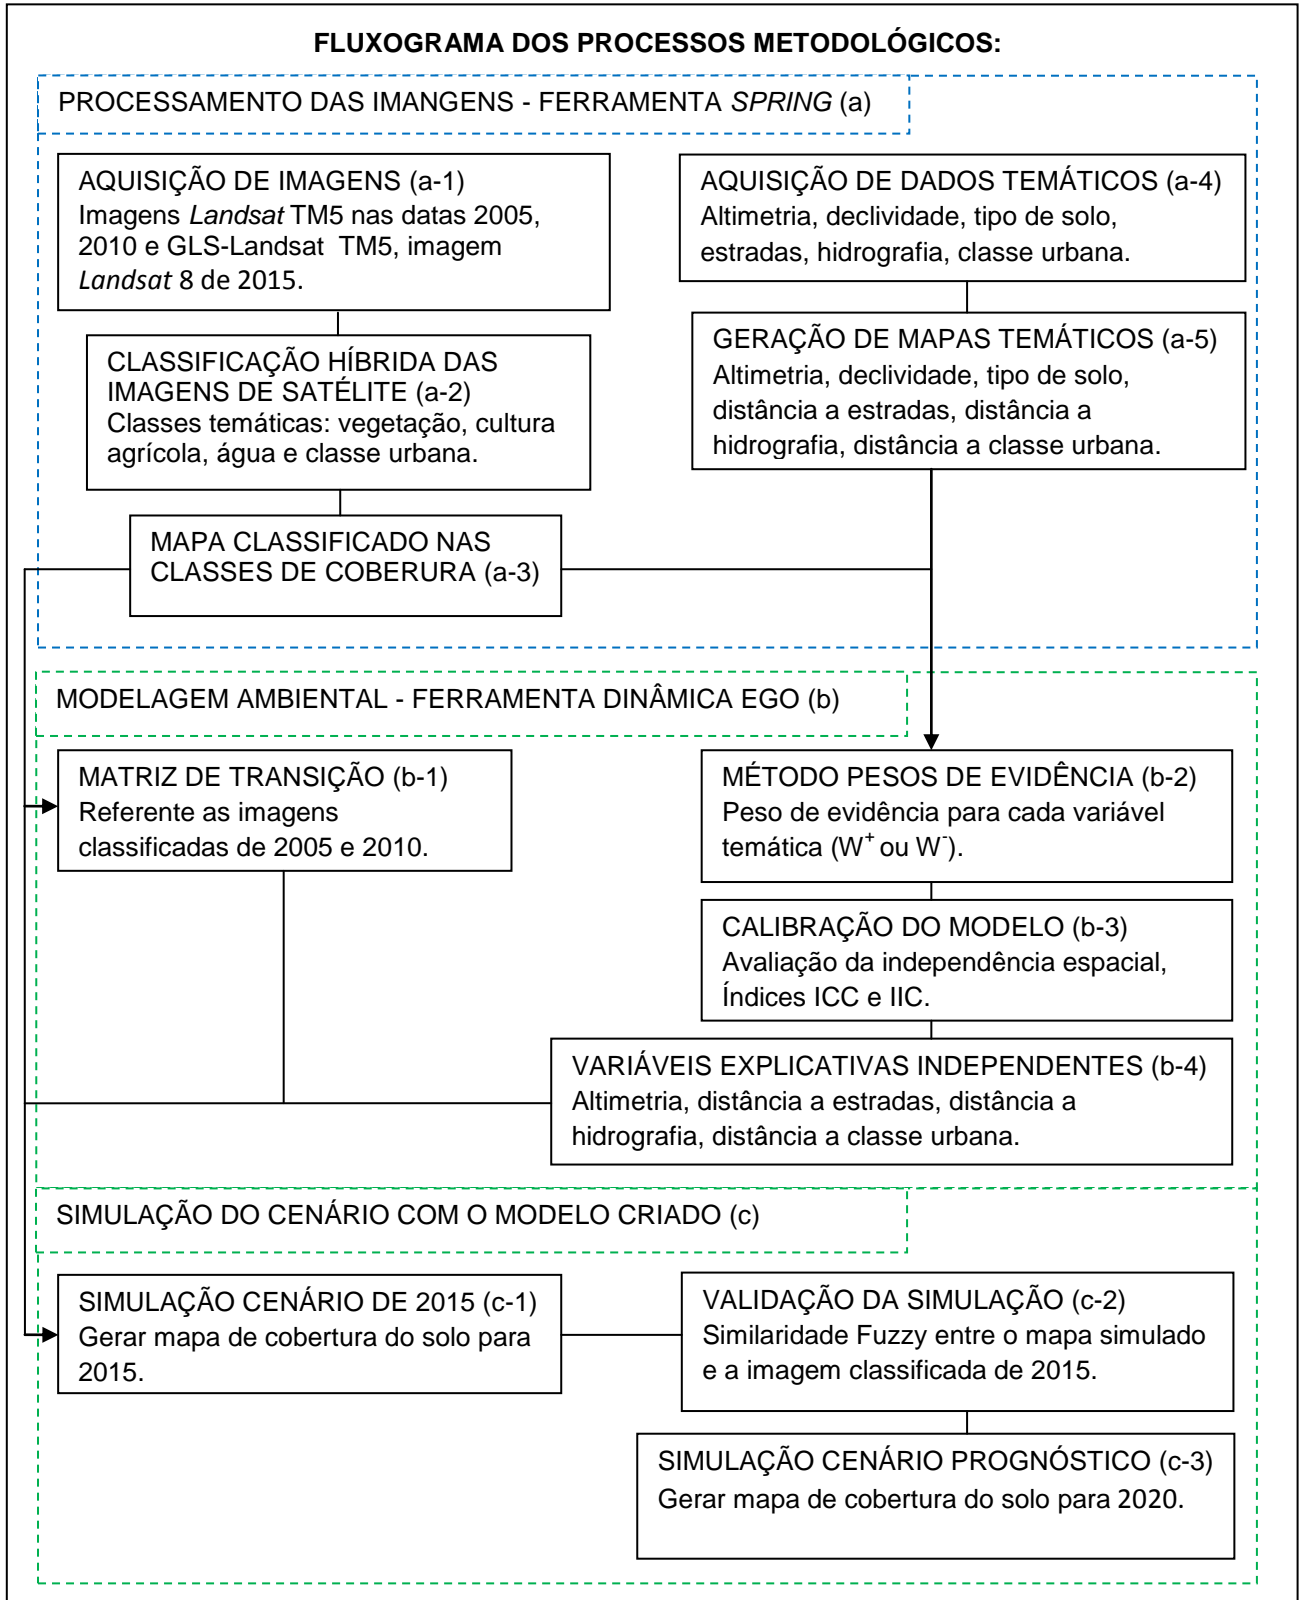 FLUXOGRAMA DOS PROCESSOS METODOLÓGICOS:
PROCESSAMENTO DAS IMANGENS - FERRAMENTA SPRING (a)
AQUISIÇÃO DE IMAGENS (a-1)
Imagens Landsat TM5 nas datas 2005,
2010 e GLS-Landsat TM5, imagem
Landsat 8 de 2015.
CLASSIFICAÇÃO HÍBRIDA DAS
IMAGENS DE SATÉLITE (a-2)
Classes temáticas: vegetação, cultura
agrícola, água e classe urbana.
MAPA CLASSIFICADO NAS
CLASSES DE COBERURA (a-3)
AQUISIÇÃO DE DADOS TEMÁTICOS (a-4)
Altimetria, declividade, tipo de solo,
estradas, hidrografia, classe urbana.
GERAÇÃO DE MAPAS TEMÁTICOS (a-5)
Altimetria, declividade, tipo de solo,
distância a estradas, distância a
hidrografia, distância a classe urbana.
MODELAGEM AMBIENTAL - FERRAMENTA DINÂMICA EGO (b)
MATRIZ DE TRANSIÇÃO (b-1)
Referente as imagens
classificadas de 2005 e 2010.
MÉTODO PESOS DE EVIDÊNCIA (b-2)
Peso de evidência para cada variável
temática (W⁺ ou W⁻).
CALIBRAÇÃO DO MODELO (b-3)
Avaliação da independência espacial,
Índices ICC e IIC.
VARIÁVEIS EXPLICATIVAS INDEPENDENTES (b-4)
Altimetria, distância a estradas, distância a
hidrografia, distância a classe urbana.
SIMULAÇÃO DO CENÁRIO COM O MODELO CRIADO (c)
SIMULAÇÃO CENÁRIO DE 2015 (c-1)
Gerar mapa de cobertura do solo para
2015.
VALIDAÇÃO DA SIMULAÇÃO (c-2)
Similaridade Fuzzy entre o mapa simulado
e a imagem classificada de 2015.
SIMULAÇÃO CENÁRIO PROGNÓSTICO (c-3)
Gerar mapa de cobertura do solo para 2020.